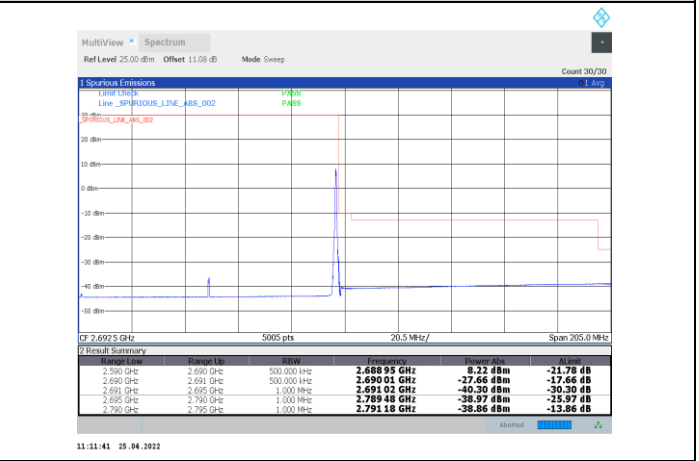 MultiView Spectrum
Ref Level 25.00 dBm Offset 11.08 dB Mode Sweep
Count 30/30
1 Spurious Emissions 1 Avg
Limit Check PASS
Line _SPURIOUS_LINE_ABS_002 PASS
_SPURIOUS_LINE_ABS_002
20 dBm
10 dBm
0 dBm
-10 dBm
-20 dBm
-30 dBm
-40 dBm
-50 dBm
CF 2.6925 GHz 5005 pts 20.5 MHz/ Span 205.0 MHz
2 Result Summary
Range Low Range Up RBW Frequency Power Abs ΔLimit
2.590 GHz 2.690 GHz 500.000 kHz 2.688 95 GHz 8.22 dBm -21.78 dB
2.690 GHz 2.691 GHz 500.000 kHz 2.690 01 GHz -27.66 dBm -17.66 dB
2.691 GHz 2.695 GHz 1.000 MHz 2.691 02 GHz -40.30 dBm -30.30 dB
2.695 GHz 2.790 GHz 1.000 MHz 2.789 48 GHz -38.97 dBm -25.97 dB
2.790 GHz 2.795 GHz 1.000 MHz 2.791 18 GHz -38.86 dBm -13.86 dB
Aborted
11:11:41 25.04.2022